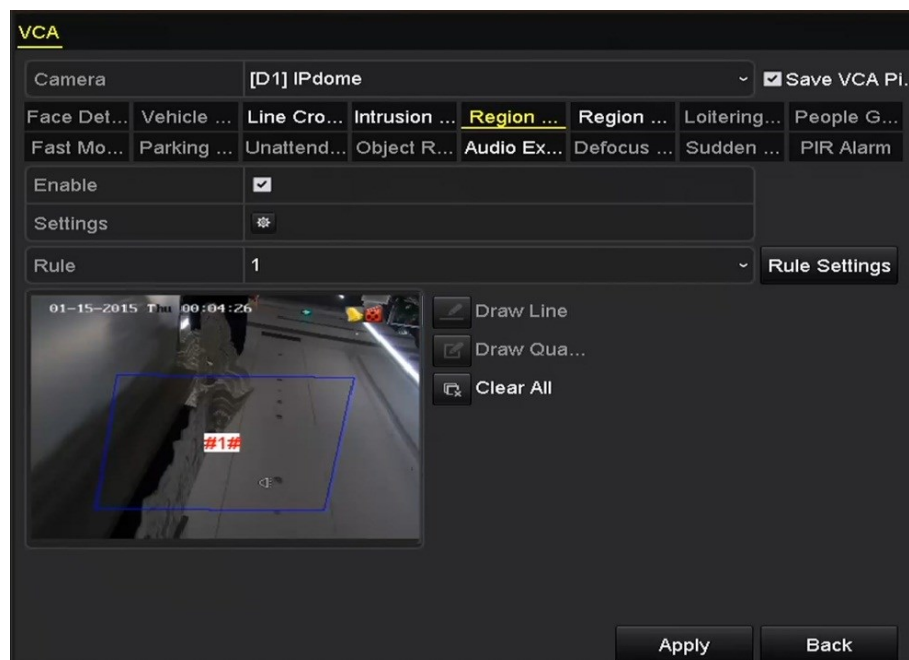 VCA
Camera [D1] IPdome Save VCA Pi.
Face Det... Vehicle ... Line Cro... Intrusion ... Region ... Region ... Loitering... People G...
Fast Mo... Parking ... Unattend... Object R... Audio Ex... Defocus ... Sudden ... PIR Alarm
Enable
Settings
Rule 1 Rule Settings
01-15-2015 Thu 00:04:26
Draw Line
Draw Qua...
Clear All
#1#
Apply Back